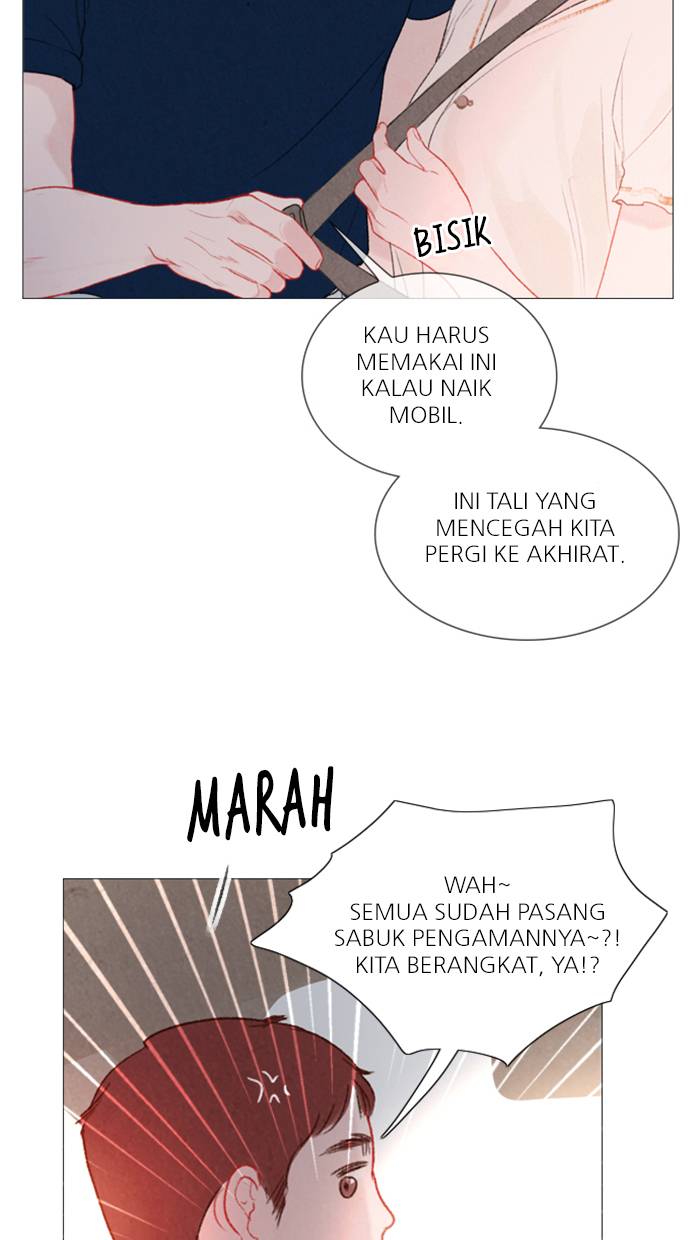 BISIK
KAU HARUS
MEMAKAI INI
KALAU NAIK
MOBIL.
INI TALI YANG
MENCEGAH KITA
PERGI KE AKHIRAT.
MARAH
WAH~
SEMUA SUDAH PASANG
SABUK PENGAMANNYA~?!
KITA BERANGKAT, YA!?